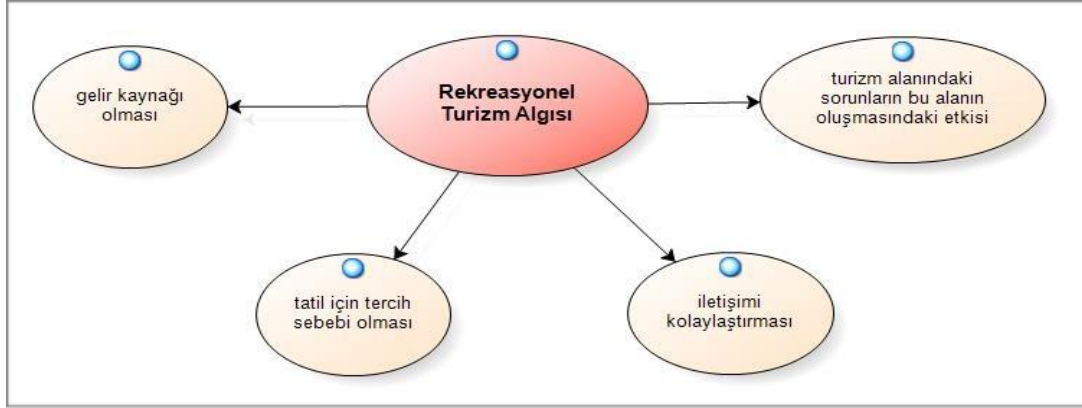 Rekreasyonel
Turizm Algısı
gelir kaynağı
olması
turizm alanındaki
sorunların bu alanın
oluşmasındaki etkisi
tatil için tercih
sebebi olması
iletişimi
kolaylaştırması